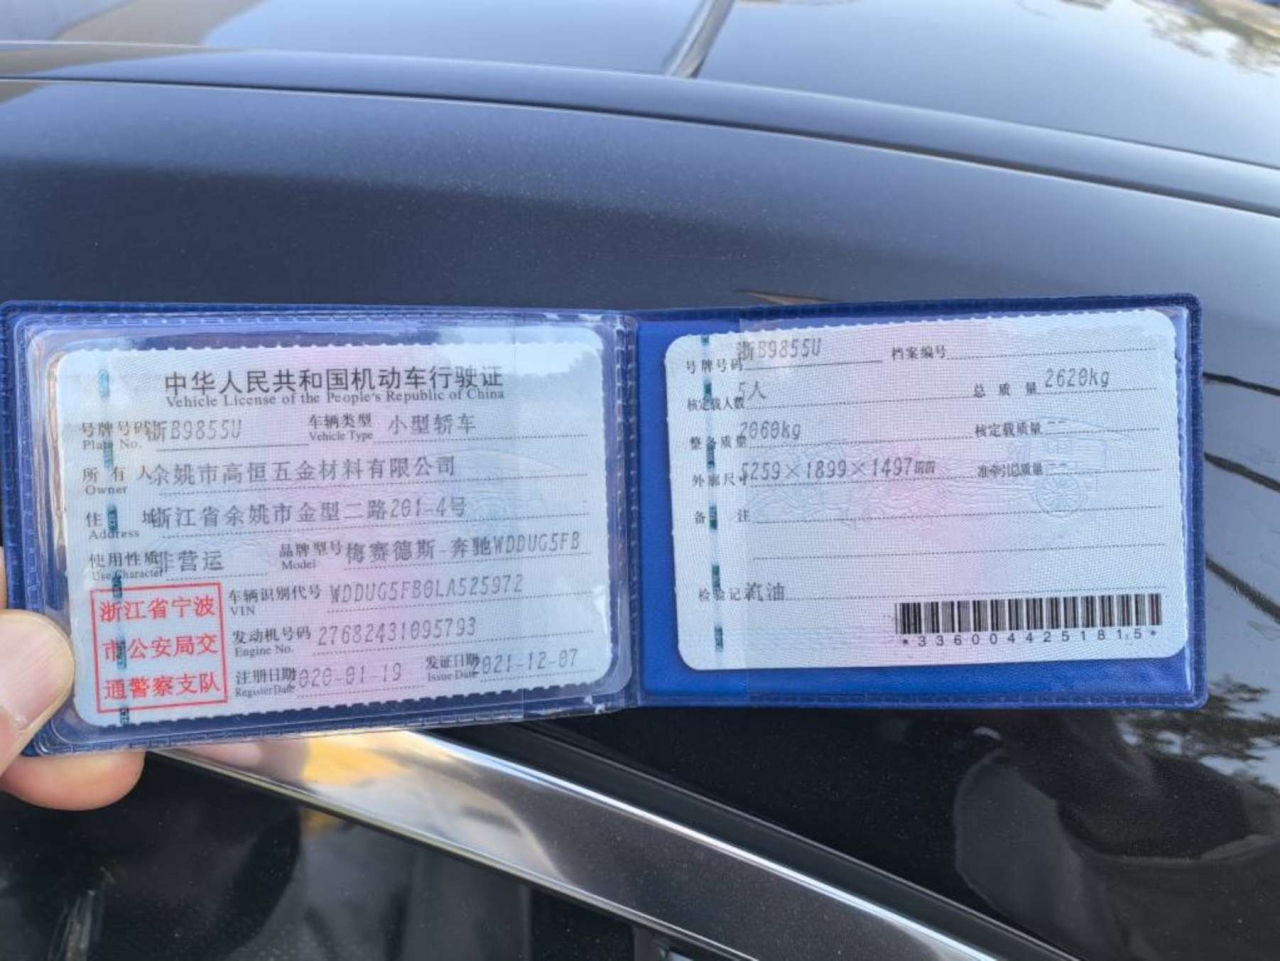 中华人民共和国机动车行驶证
Vehicle License of the People's Republic of China
号牌号码 浙B9855U 车辆类型 小型轿车
Plate No. Vehicle Type
所有人 余姚市高恒五金材料有限公司
Owner
住址 浙江省余姚市金型二路201-4号
Address
使用性质 非营运 品牌型号 梅赛德斯-奔驰WDDUG5FB
Use Character Model
浙江省宁波
市公安局交
通警察支队
车辆识别代号 WDDUG5FB0LA525972
VIN
发动机号码 27682431095793
Engine No.
注册日期 2020-01-19 发证日期 2021-12-07
Register Date Issue Date
号牌号码 浙B9855U 档案编号
核定载人数 5人 总质量 2620kg
整备质量 2060kg 核定载质量 --
外廓尺寸 5259×1899×1497 准牵引总质量 --
备注
检验记录 汽油
*3360044251815*